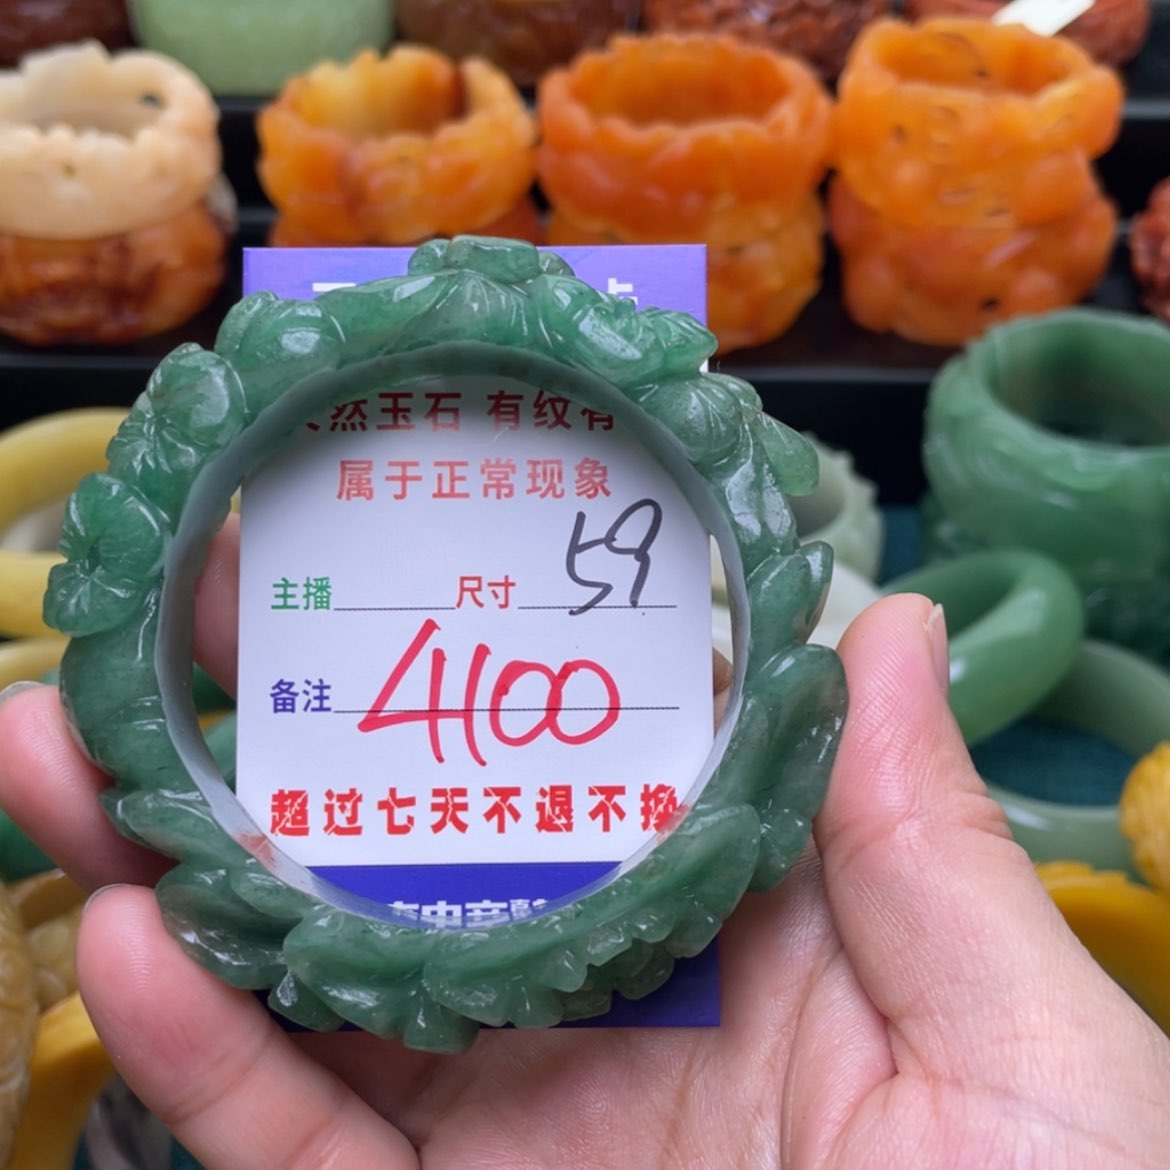 然玉石 有纹有
属于正常现象
主播 尺寸 59
备注 4100
超过七天不退不换